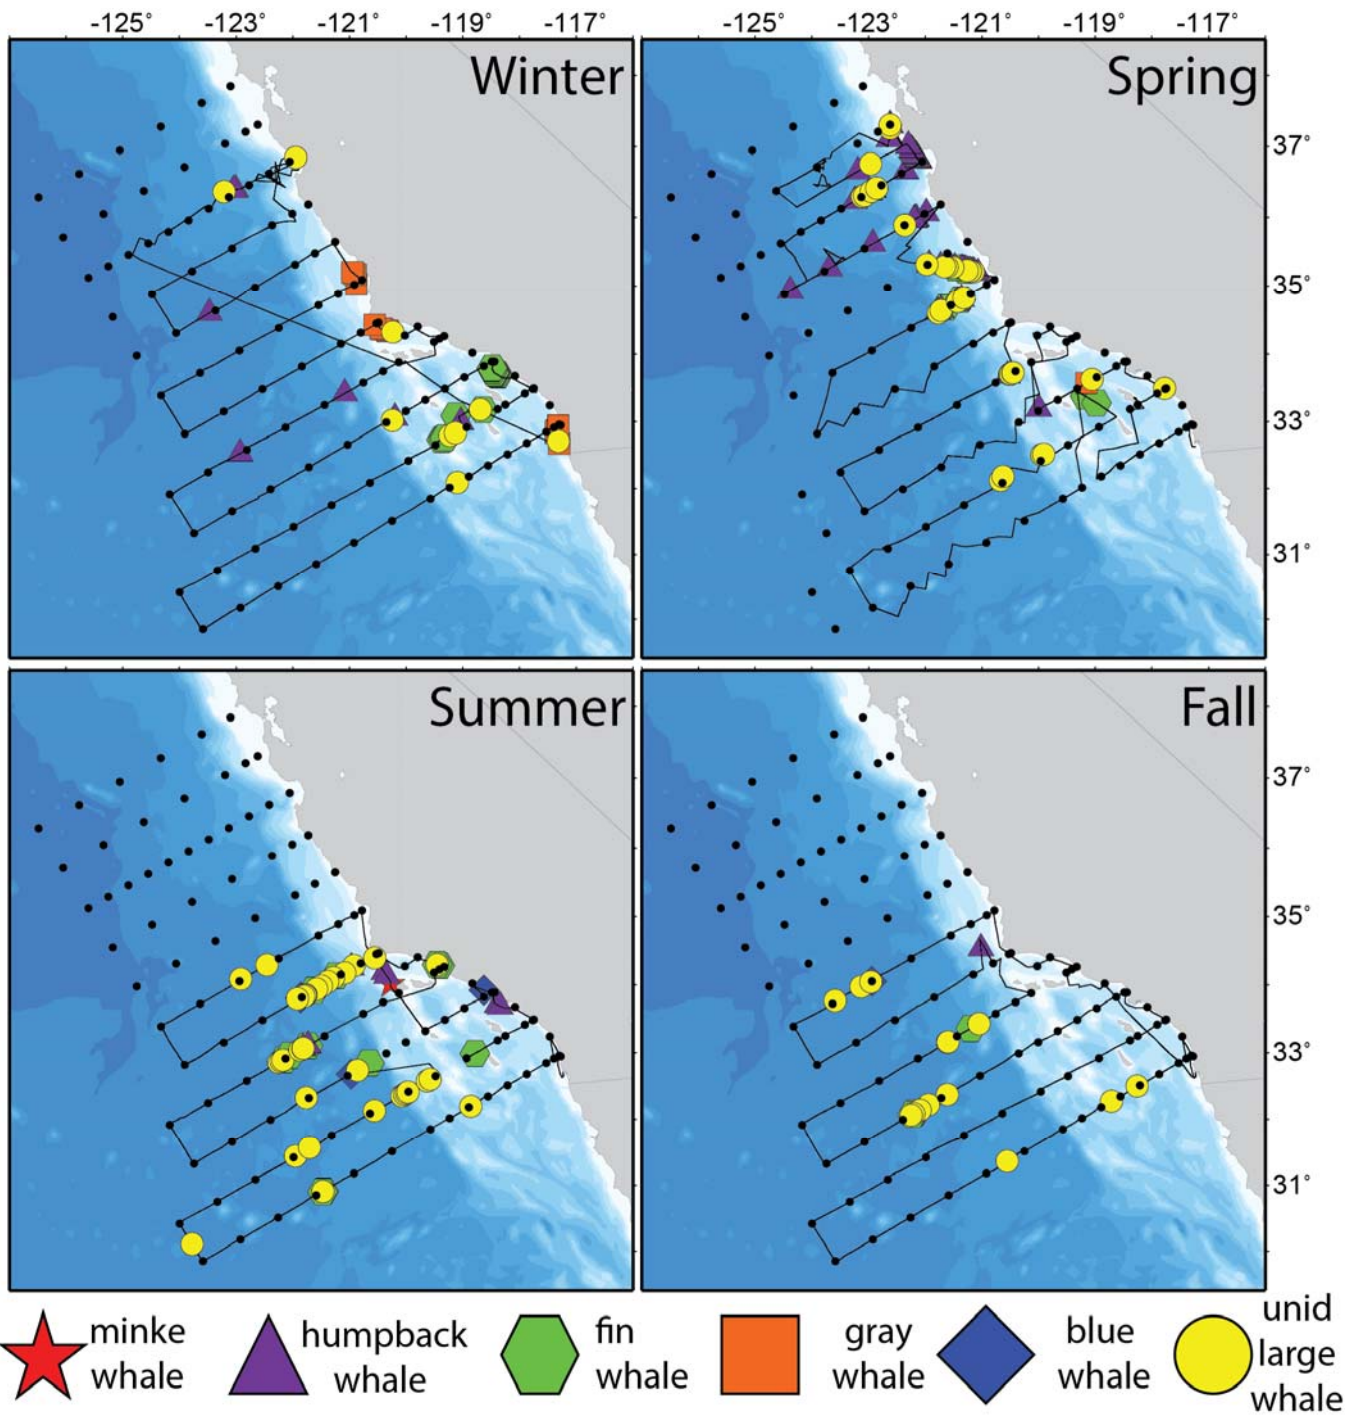 -125° -123° -121° -119° -117° -125° -123° -121° -119° -117°
Winter
Spring
37°
35°
33°
31°
Summer
Fall
37°
35°
33°
31°
minke
whale
humpback
whale
fin
whale
gray
whale
blue
whale
unid
large
whale